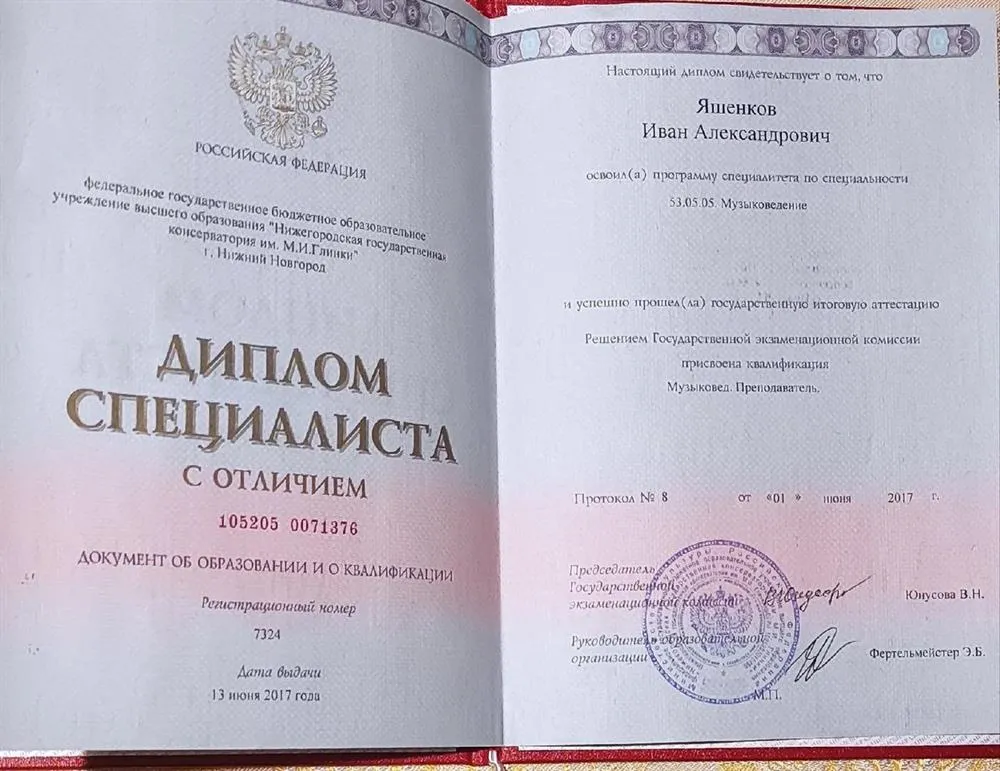 РОССИЙСКАЯ ФЕДЕРАЦИЯ
федеральное государственное бюджетное образовательное
учреждение высшего образования "Нижегородская государственная
консерватория им. М.И.Глинки"
г. Нижний Новгород
ДИПЛОМ
СПЕЦИАЛИСТА
С ОТЛИЧИЕМ
105205 0071376
ДОКУМЕНТ ОБ ОБРАЗОВАНИИ И О КВАЛИФИКАЦИИ
Регистрационный номер
7324
Дата выдачи
13 июня 2017 года
Настоящий диплом свидетельствует о том, что
Яшенков
Иван Александрович
освоил(а) программу специалитета по специальности
53.05.05. Музыковедение
и успешно прошел(ла) государственную итоговую аттестацию
Решением Государственной экзаменационной комиссии
присвоена квалификация
Музыковед. Преподаватель.
Протокол № 8 от «01 » июня 2017 г.
Председатель
Государственной
экзаменационной комиссии Юнусова В.Н.
Руководитель образовательной
организации Фертельмейстер Э.Б.
М.П.